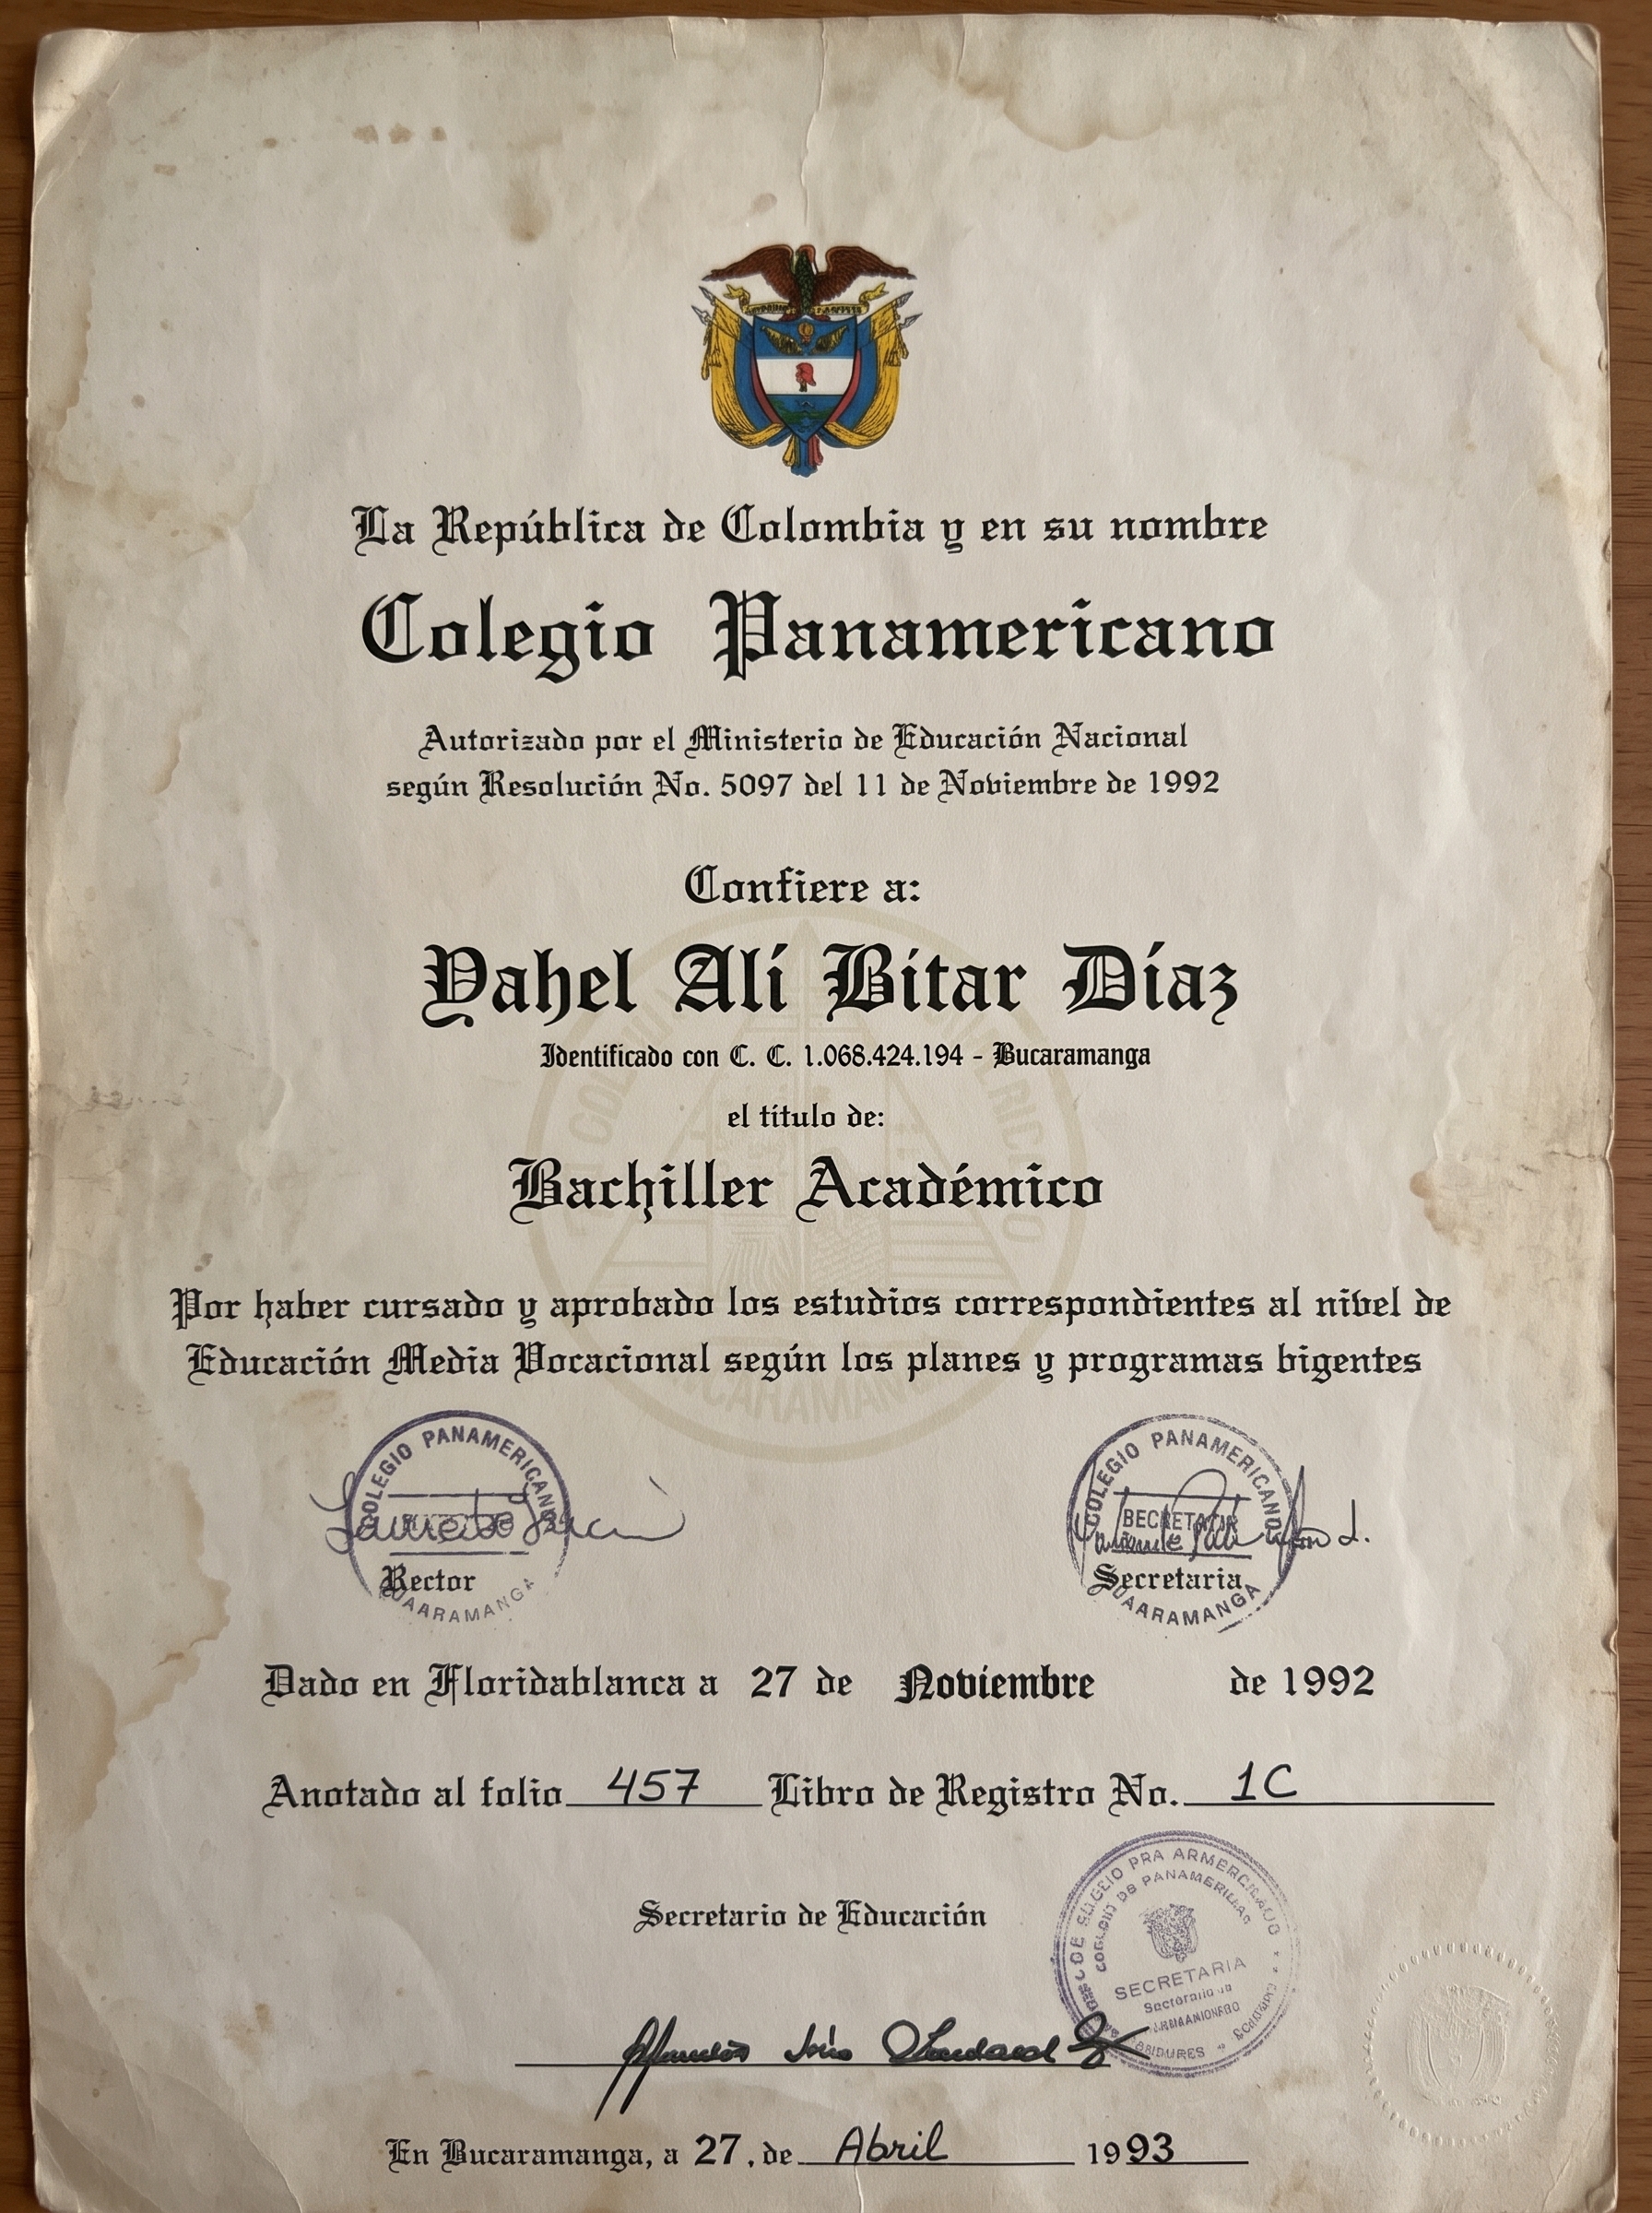 La República de Colombia y en su nombre
Colegio Panamericano
Autorizado por el Ministerio de Educación Nacional
según Resolución No. 5097 del 11 de Noviembre de 1992
Confiere a:
Yahel Alí Bitar Díaz
Identificado con C. C. 1.068.424.194 - Bucaramanga
el título de:
Bachiller Académico
Por haber cursado y aprobado los estudios correspondientes al nivel de
Educación Media Vocacional según los planes y programas bigentes
COLEGIO PANAMERICANO
COLEGIO PANAMERICANO
Rector
Secretaria
Dado en Floridablanca a 27 de Noviembre de 1992
Anotado al folio 457 Libro de Registro No. 1C
Secretario de Educación
SECRETARIA
En Bucaramanga, a 27, de Abril 1993